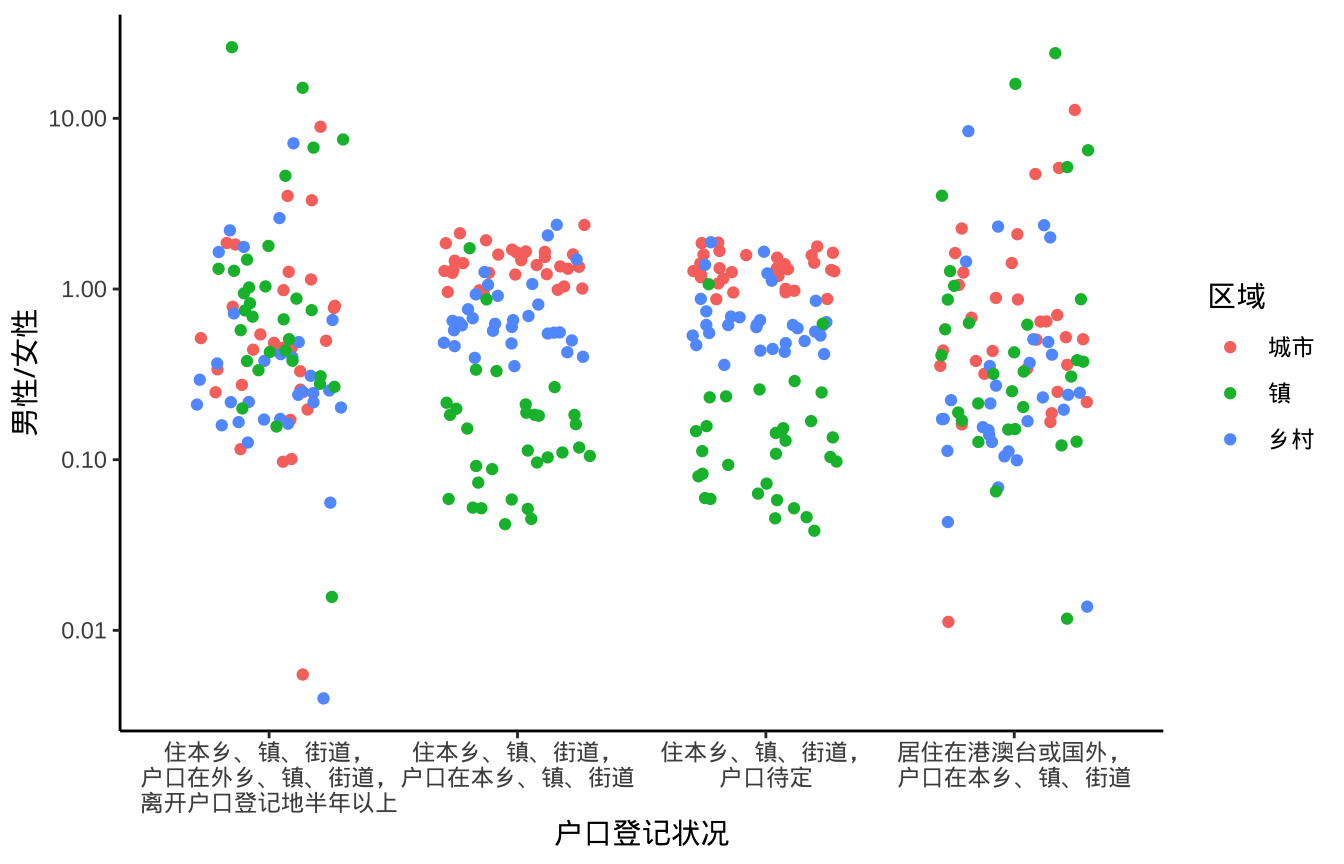 男性/女性
10.00
1.00
0.10
0.01
住本乡、镇、街道，
户口在外乡、镇、街道，
离开户口登记地半年以上
住本乡、镇、街道，
户口在本乡、镇、街道
住本乡、镇、街道，
户口待定
居住在港澳台或国外，
户口在本乡、镇、街道
户口登记状况
区域
城市
镇
乡村